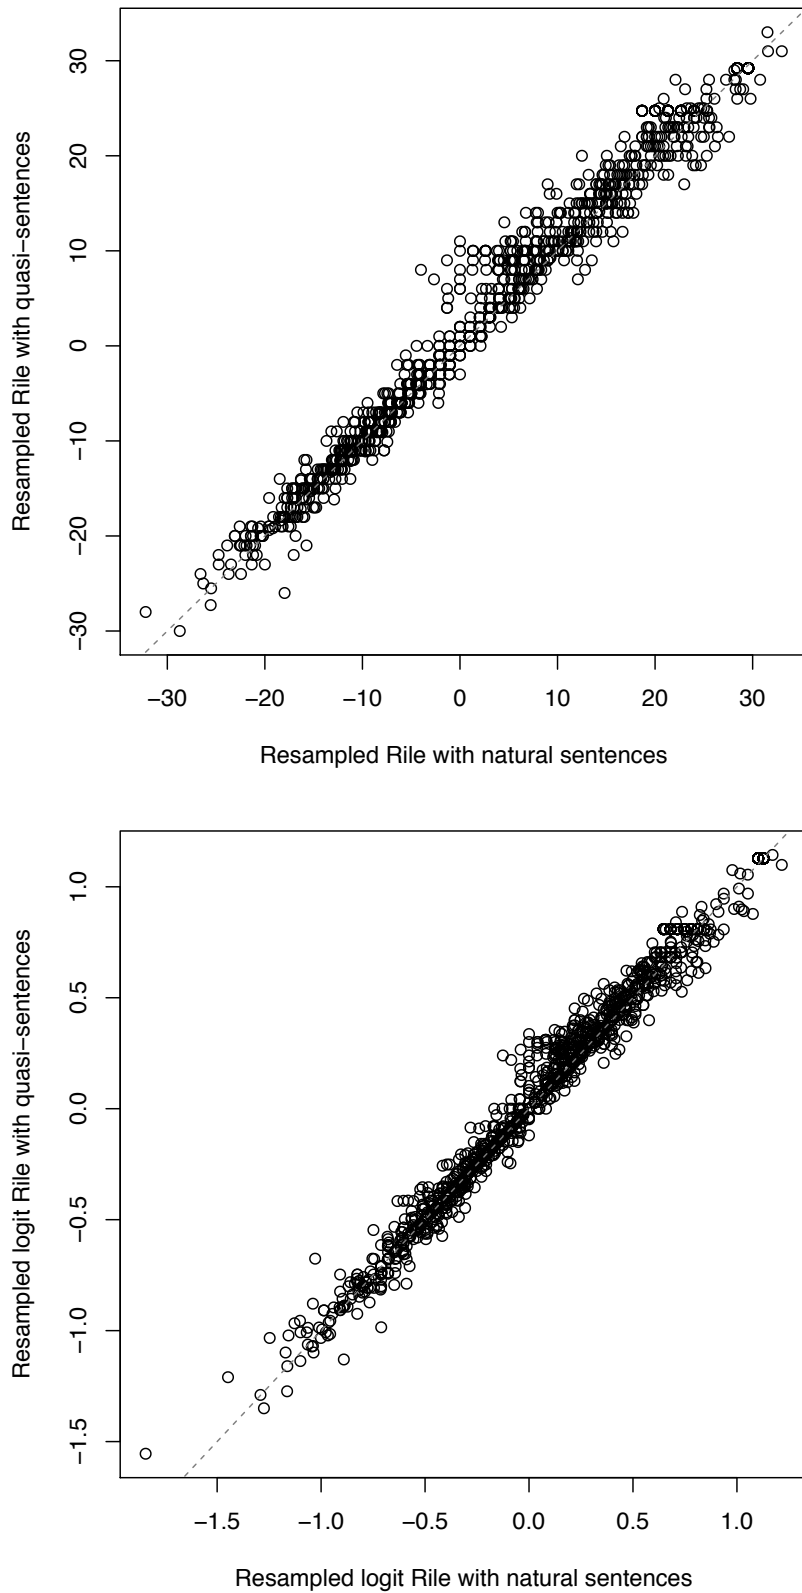 Resampled Rile with quasi−sentences
30
20
10
0
−10
−20
−30
−30 −20 −10 0 10 20 30
Resampled Rile with natural sentences
Resampled logit Rile with quasi−sentences
1.0
0.5
0.0
−0.5
−1.0
−1.5
−1.5 −1.0 −0.5 0.0 0.5 1.0
Resampled logit Rile with natural sentences